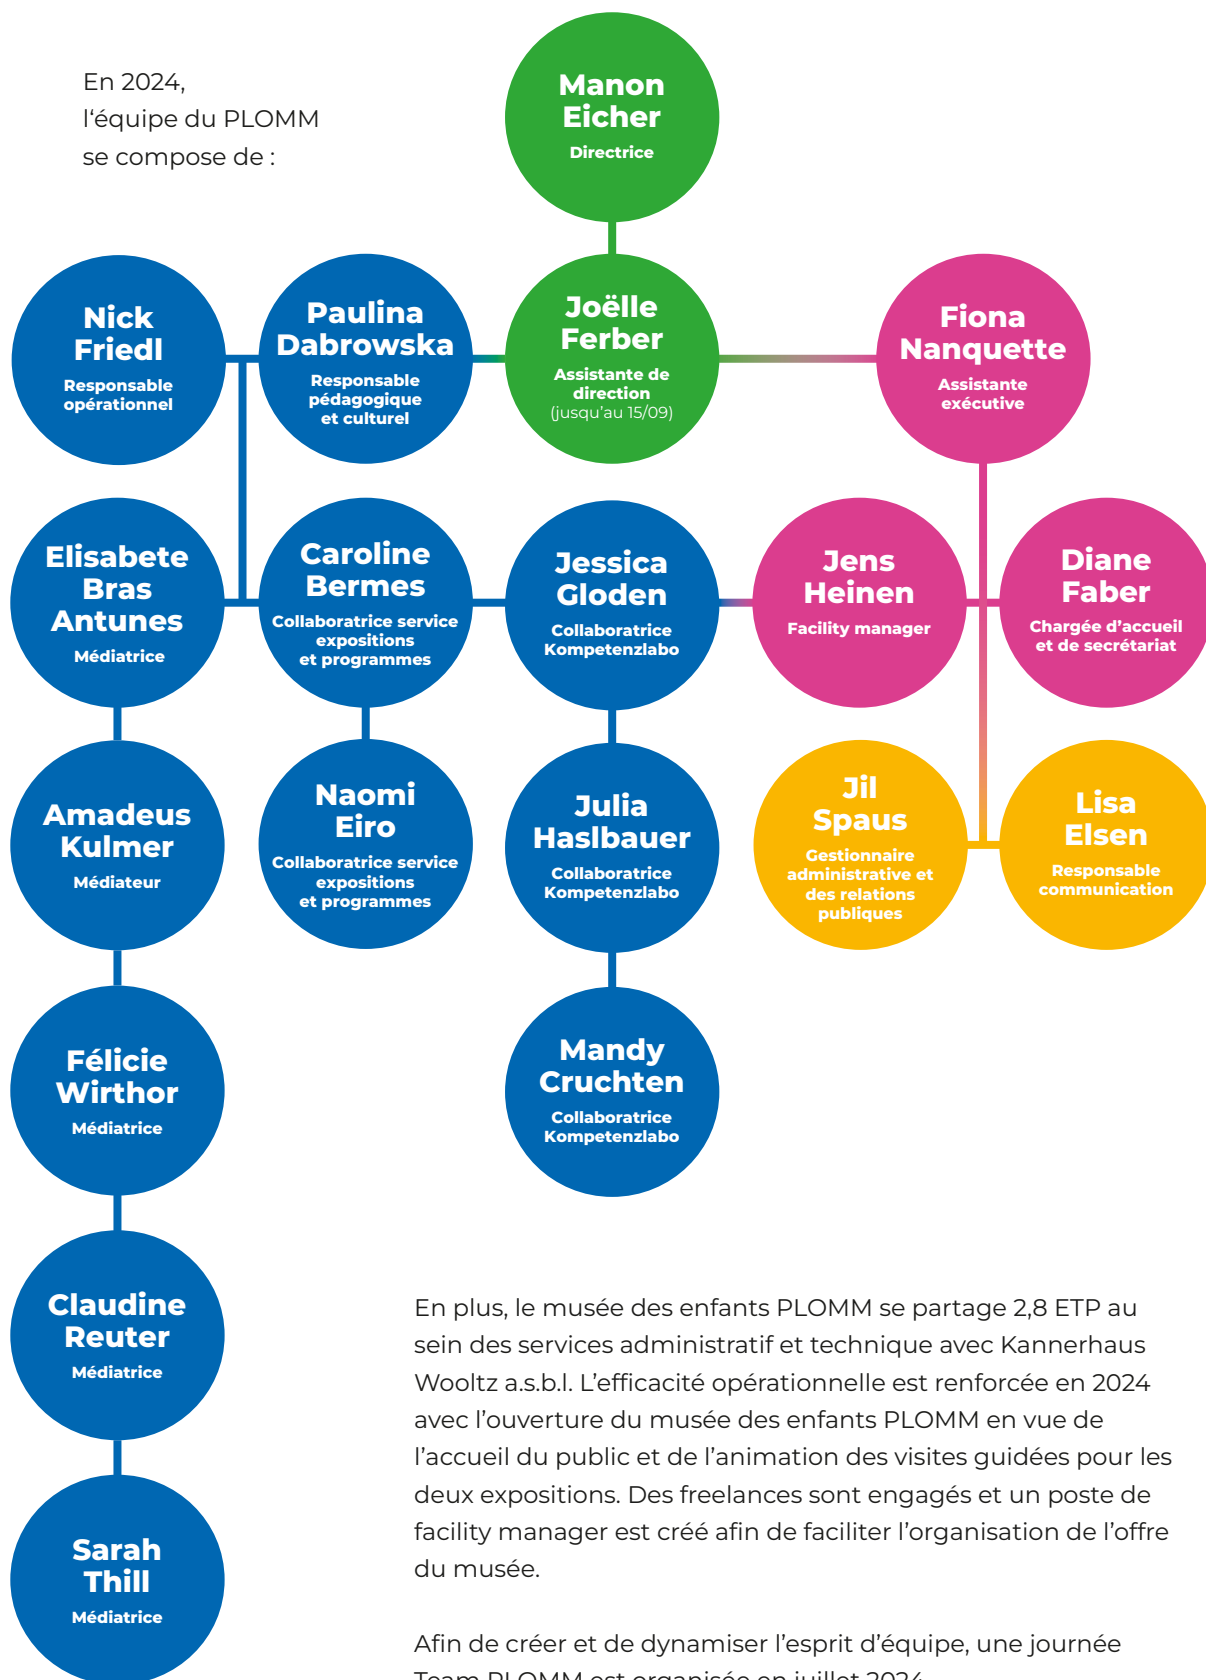 En 2024,
l‘équipe du PLOMM
se compose de :
Manon
Eicher
Directrice
Nick
Friedl
Responsable
opérationnel
Paulina
Dabrowska
Responsable
pédagogique
et culturel
Joëlle
Ferber
Assistante de
direction
(jusqu’au 15/09)
Fiona
Nanquette
Assistante
exécutive
Elisabete
Bras
Antunes
Médiatrice
Caroline
Bermes
Collaboratrice service
expositions
et programmes
Jessica
Gloden
Collaboratrice
Kompetenzlabo
Jens
Heinen
Facility manager
Diane
Faber
Chargée d’accueil
et de secrétariat
Amadeus
Kulmer
Médiateur
Naomi
Eiro
Collaboratrice service
expositions
et programmes
Julia
Haslbauer
Collaboratrice
Kompetenzlabo
Jil
Spaus
Gestionnaire
administrative et
des relations
publiques
Lisa
Elsen
Responsable
communication
Félicie
Wirthor
Médiatrice
Mandy
Cruchten
Collaboratrice
Kompetenzlabo
Claudine
Reuter
Médiatrice
Sarah
Thill
Médiatrice
En plus, le musée des enfants PLOMM se partage 2,8 ETP au
sein des services administratif et technique avec Kannerhaus
Wooltz a.s.b.l. L’efficacité opérationnelle est renforcée en 2024
avec l’ouverture du musée des enfants PLOMM en vue de
l’accueil du public et de l’animation des visites guidées pour les
deux expositions. Des freelances sont engagés et un poste de
facility manager est créé afin de faciliter l’organisation de l’offre
du musée.
Afin de créer et de dynamiser l’esprit d’équipe, une journée
Team PLOMM est organisée en juillet 2024.